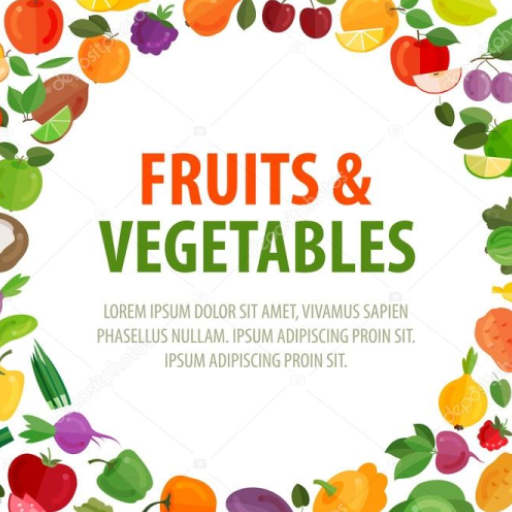 FRUITS &
VEGETABLES
LOREM IPSUM DOLOR SIT AMET, VIVAMUS SAPIEN
PHASELLUS NULLAM. IPSUM ADIPISCING PROIN SIT.
IPSUM ADIPISCING PROIN SIT.
depositphotos